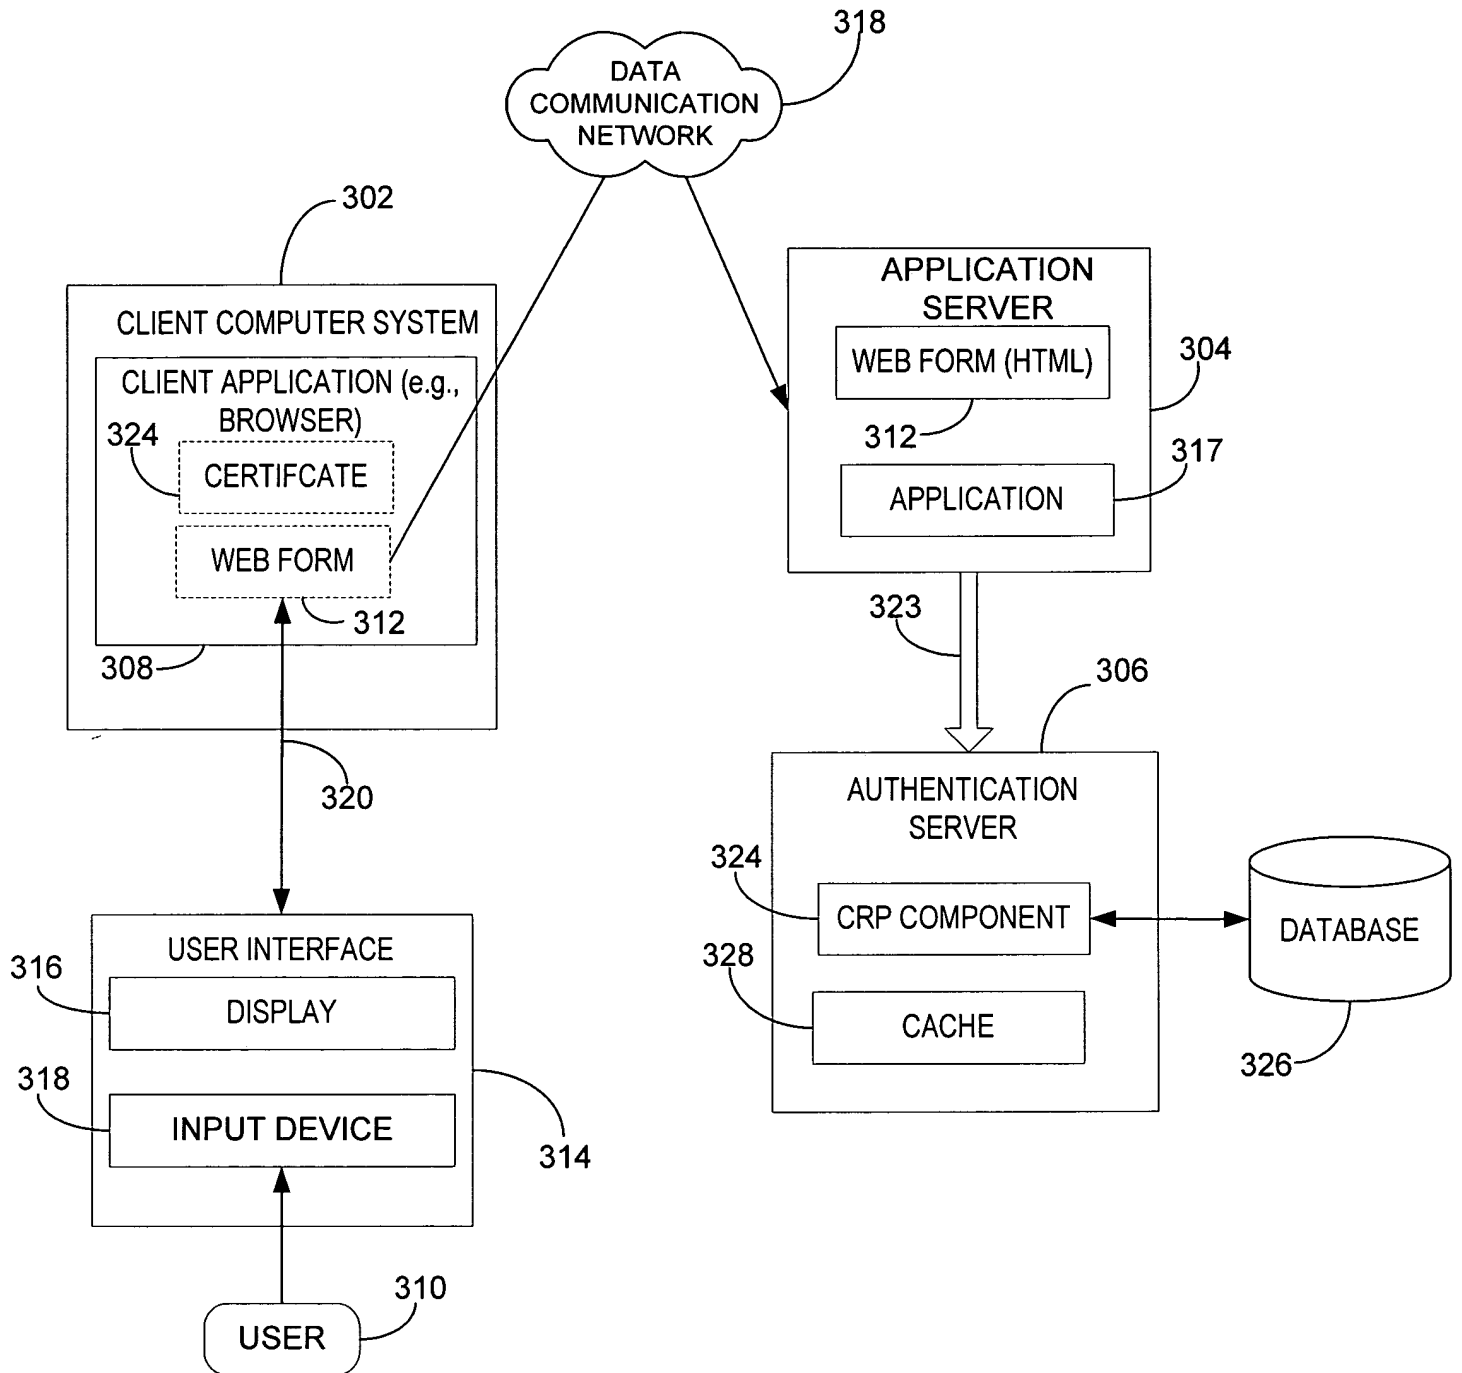 318
DATA
COMMUNICATION
NETWORK
302
CLIENT COMPUTER SYSTEM
CLIENT APPLICATION (e.g.,
BROWSER)
324
CERTIFCATE
WEB FORM
312
308
320
APPLICATION
SERVER
WEB FORM (HTML)
304
312
317
APPLICATION
323
306
AUTHENTICATION
SERVER
324
CRP COMPONENT
328
CACHE
DATABASE
326
USER INTERFACE
316
DISPLAY
318
INPUT DEVICE
314
310
USER